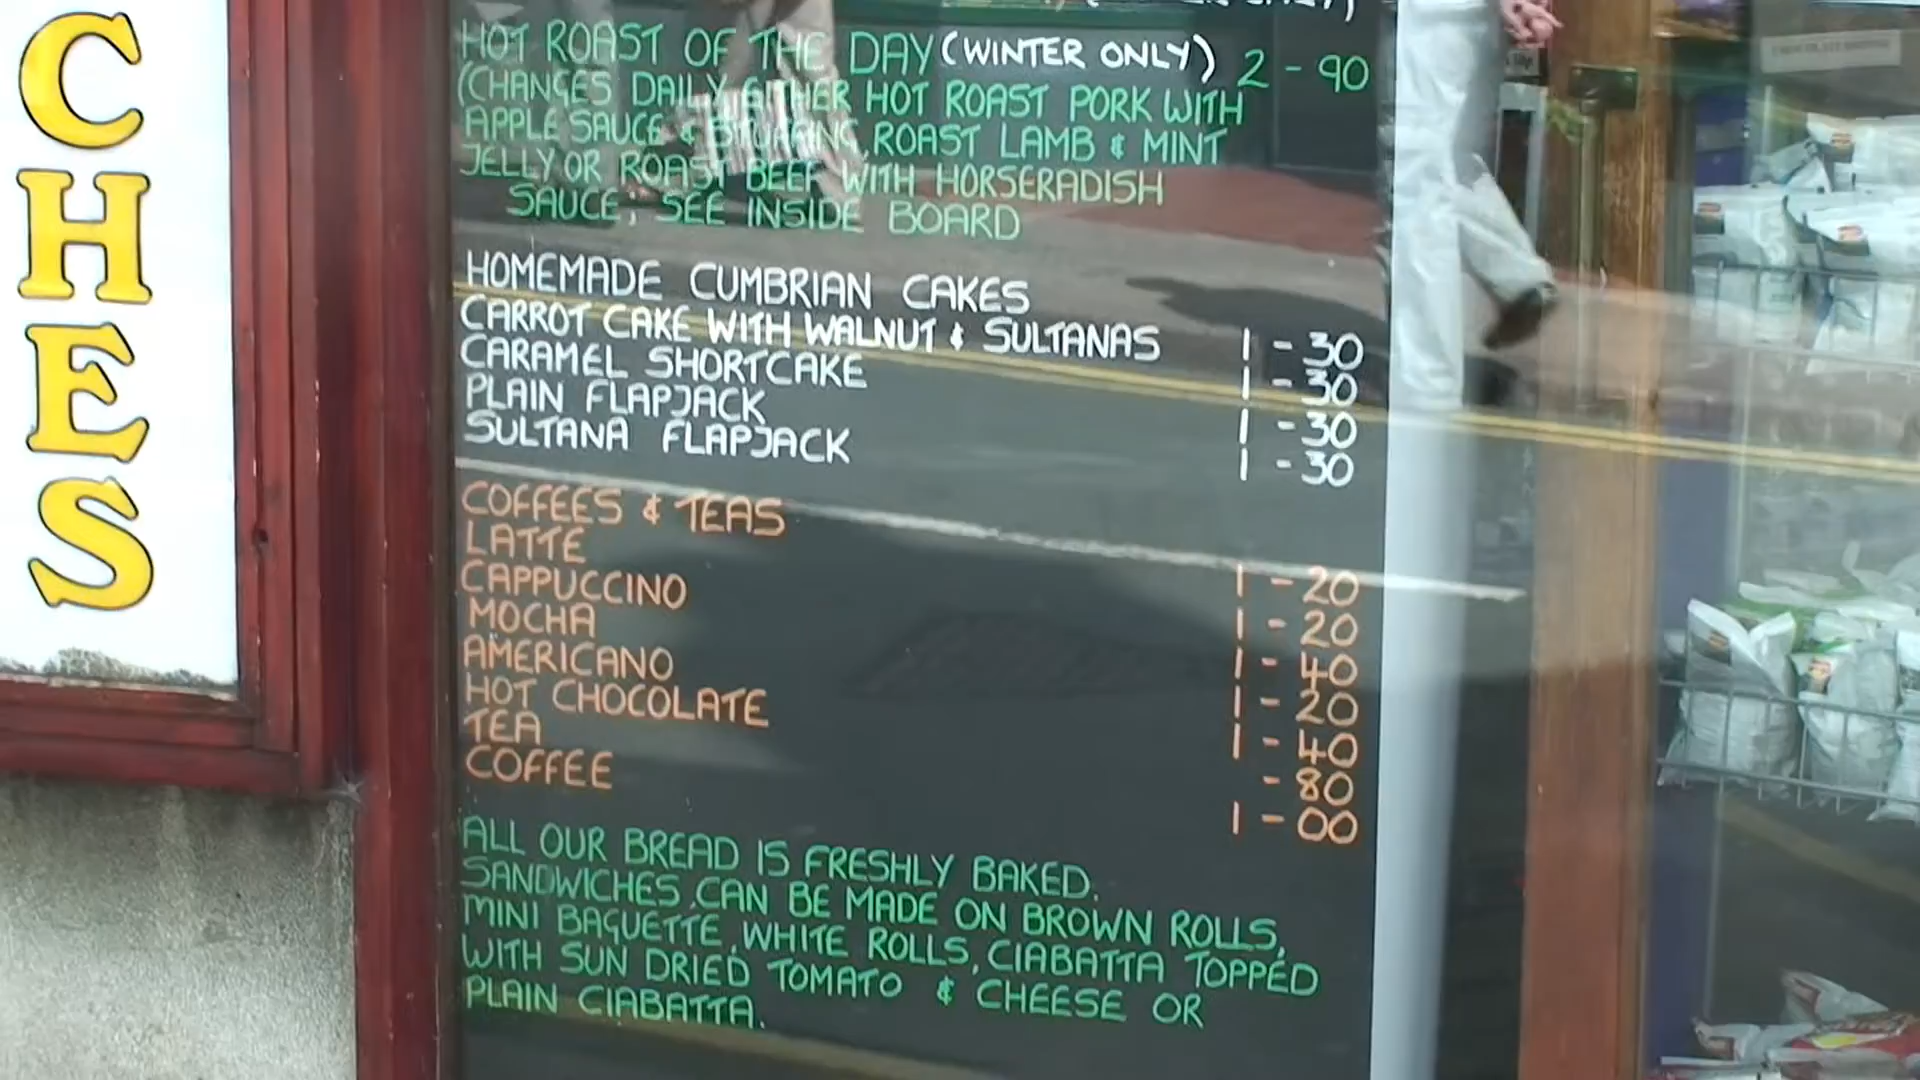 CHES
HOT ROAST OF THE DAY (WINTER ONLY) 2-90
(CHANGES DAILY EITHER HOT ROAST PORK WITH
APPLE SAUCE & STUFFING, ROAST LAMB & MINT
JELLY OR ROAST BEEF WITH HORSERADISH
SAUCE; SEE INSIDE BOARD
HOMEMADE CUMBRIAN CAKES
CARROT CAKE WITH WALNUT & SULTANAS 1-30
CARAMEL SHORTCAKE 1-30
PLAIN FLAPJACK 1-30
SULTANA FLAPJACK 1-30
COFFEES & TEAS
LATTE 1-20
CAPPUCCINO 1-20
MOCHA 1-40
AMERICANO 1-20
HOT CHOCOLATE 1-40
TEA -80
COFFEE 1-00
ALL OUR BREAD IS FRESHLY BAKED.
SANDWICHES CAN BE MADE ON BROWN ROLLS,
MINI BAGUETTE, WHITE ROLLS, CIABATTA TOPPED
WITH SUN DRIED TOMATO & CHEESE OR
PLAIN CIABATTA.